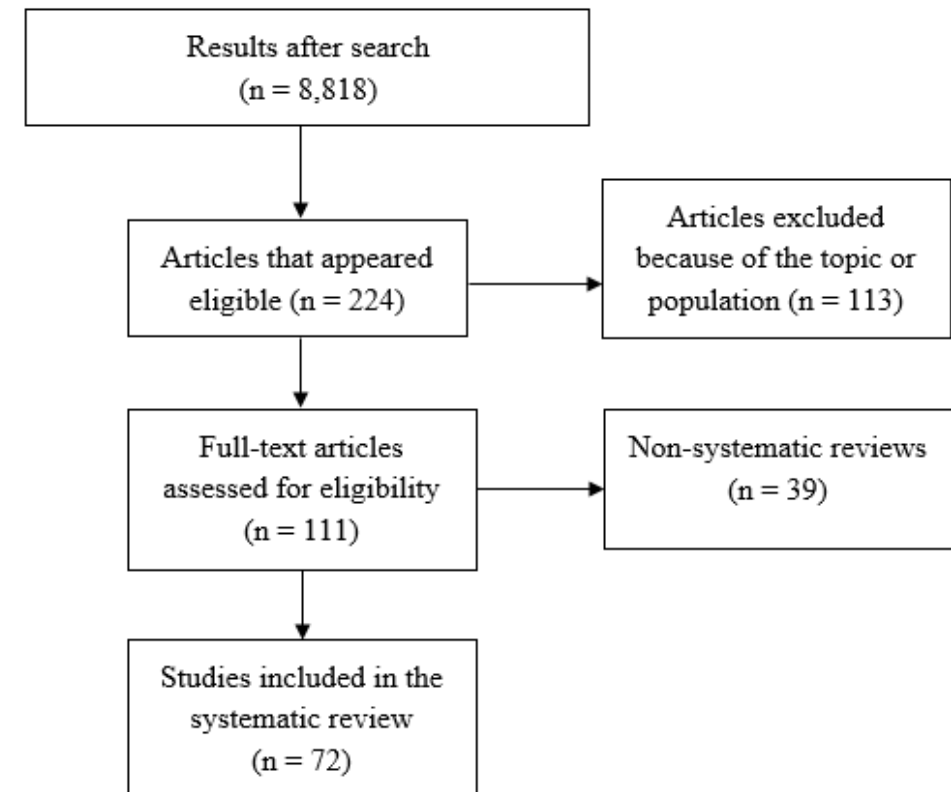 Results after search
(n = 8,818)
Articles that appeared
eligible (n = 224)
Articles excluded
because of the topic or
population (n = 113)
Full-text articles
assessed for eligibility
(n = 111)
Non-systematic reviews
(n = 39)
Studies included in the
systematic review
(n = 72)